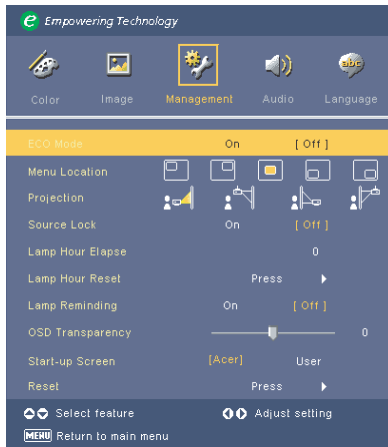 e Empowering Technology
abc
Color Image Management Audio Language
ECO Mode On [ Off ]
Menu Location
Projection
Source Lock On [ Off ]
Lamp Hour Elapse 0
Lamp Hour Reset Press
Lamp Reminding On [ Off ]
OSD Transparency 0
Start-up Screen [Acer] User
Reset Press
Select feature Adjust setting
MENU Return to main menu